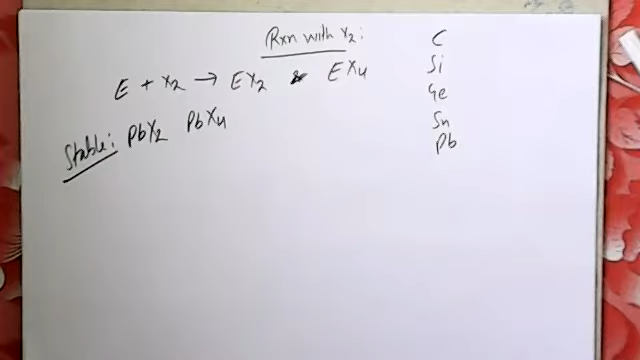 Rxn with X2:
E + X2 → EX2 & EX4
Stable: PbX2 PbX4
C
Si
Ge
Sn
Pb